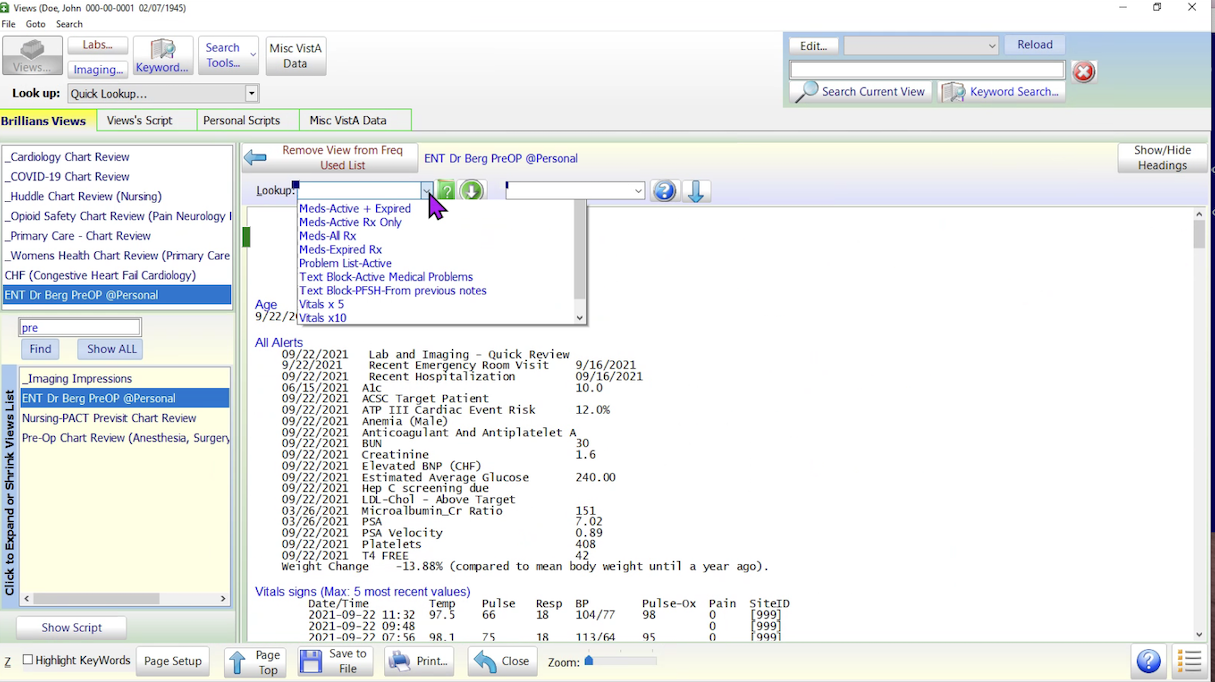 Views (Doe, John 000-00-0001 02/07/1945)
File Goto Search
Views...
Labs...
Imaging...
Keyword...
Search Tools...
Misc VistA Data
Edit...
Reload
Search Current View
Keyword Search...
Look up: Quick Lookup...
Brillians Views
Views's Script
Personal Scripts
Misc VistA Data
_Cardiology Chart Review
_COVID-19 Chart Review
_Huddle Chart Review (Nursing)
_Opioid Safety Chart Review (Pain Neurology
_Primary Care - Chart Review
_Womens Health Chart Review (Primary Care
CHF (Congestive Heart Fail Cardiology)
ENT Dr Berg PreOP @Personal
pre
Find
Show ALL
_Imaging Impressions
ENT Dr Berg PreOP @Personal
Nursing-PACT Previsit Chart Review
Pre-Op Chart Review (Anesthesia, Surgery
Click to Expand or Shrink Views List
Show Script
Remove View from Freq Used List
ENT Dr Berg PreOP @Personal
Show/Hide Headings
Lookup:
Meds-Active + Expired
Meds-Active Rx Only
Meds-All Rx
Meds-Expired Rx
Problem List-Active
Text Block-Active Medical Problems
Text Block-PFSH-From previous notes
Vitals x 5
Vitals x10
Age
9/22/2
All Alerts
09/22/2021 Lab and Imaging - Quick Review
9/22/2021 Recent Emergency Room Visit 9/16/2021
09/22/2021 Recent Hospitalization 09/16/2021
06/15/2021 A1c 10.0
09/22/2021 ACSC Target Patient
09/22/2021 ATP III Cardiac Event Risk 12.0%
09/22/2021 Anemia (Male)
09/22/2021 Anticoagulant And Antiplatelet A
09/22/2021 BUN 30
09/22/2021 Creatinine 1.6
09/22/2021 Elevated BNP (CHF)
09/22/2021 Estimated Average Glucose 240.00
09/22/2021 Hep C screening due
09/22/2021 LDL-Chol - Above Target
03/26/2021 Microalbumin_Cr Ratio 151
03/26/2021 PSA 7.02
09/22/2021 PSA Velocity 0.89
09/22/2021 Platelets 408
09/22/2021 T4 FREE 42
Weight Change -13.88% (compared to mean body weight until a year ago).
Vitals signs (Max: 5 most recent values)
Date/Time Temp Pulse Resp BP Pulse-Ox Pain SiteID
2021-09-22 11:32 97.5 66 18 104/77 98 0 [999]
2021-09-22 09:48 0 [999]
2021-09-22 07:56 98.1 75 18 113/64 95 0 [999]
Z
Highlight KeyWords
Page Setup
Page Top
Save to File
Print...
Close
Zoom: